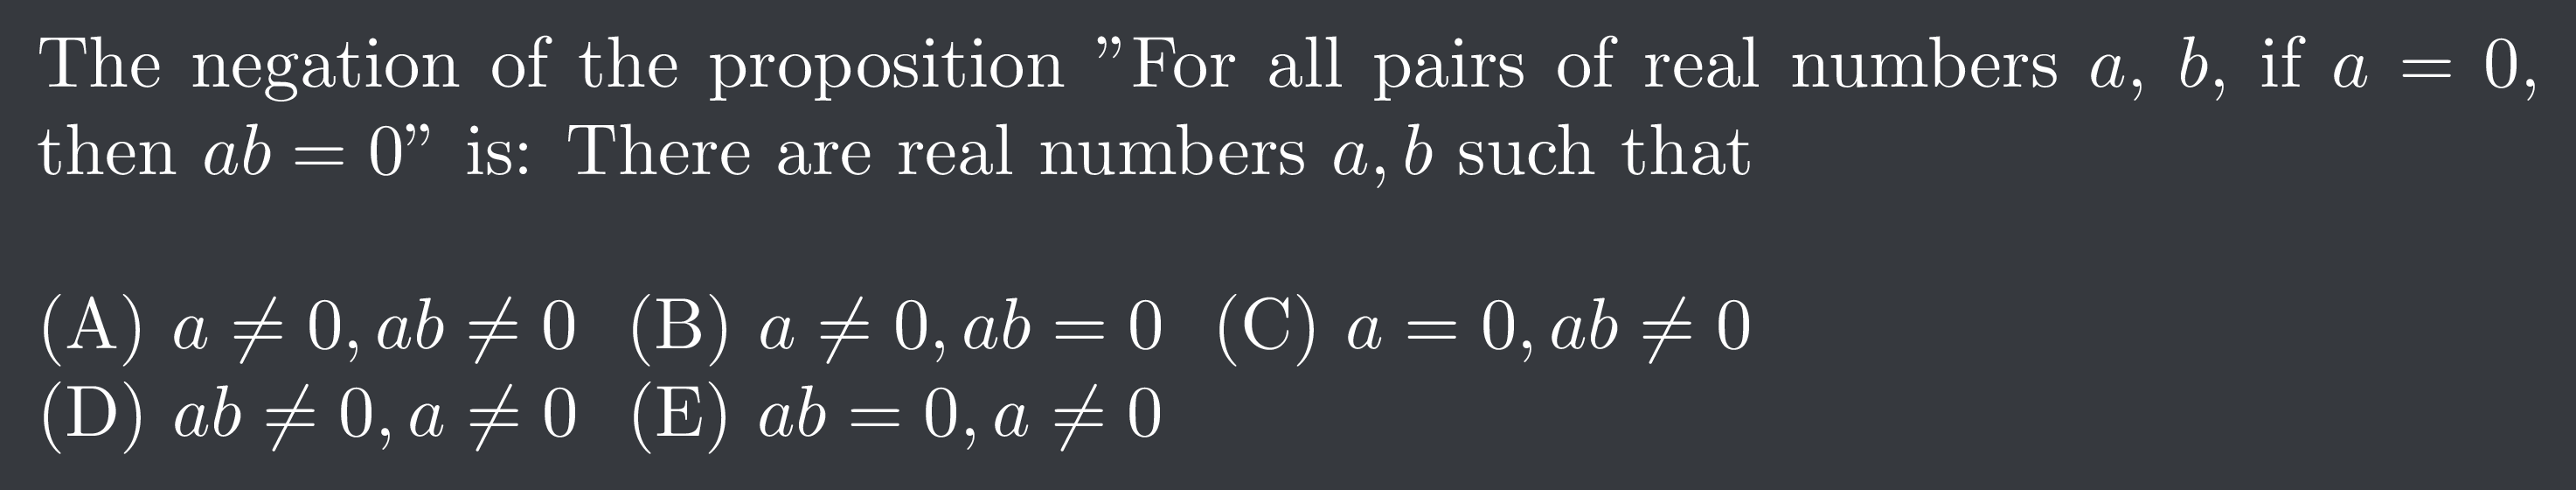 The negation of the proposition ”For all pairs of real numbers a, b, if a = 0,
then ab = 0” is: There are real numbers a, b such that
(A) a ≠ 0, ab ≠ 0 (B) a ≠ 0, ab = 0 (C) a = 0, ab ≠ 0
(D) ab ≠ 0, a ≠ 0 (E) ab = 0, a ≠ 0